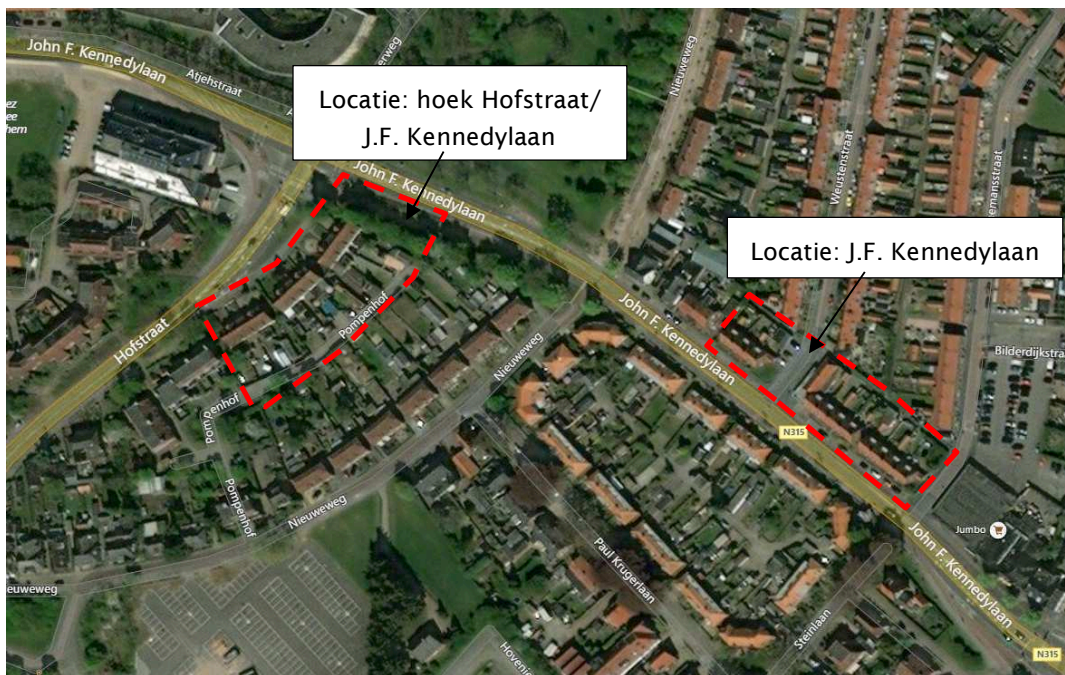 John F. Kennedylaan
Atjehstraat
Nieuweweg
Locatie: hoek Hofstraat/
J.F. Kennedylaan
John F. Kennedylaan
Weustenstraat
Locatie: J.F. Kennedylaan
Hofstraat
Pompenhof
John F. Kennedylaan
Nieuweweg
Bilderdijkstra
N315
Pompenhof
Pompenhof
Nieuweweg
Jumbo
John F. Kennedylaan
Paul Krugerlaan
Steinlaan
ieuweweg
Hovenie
N315